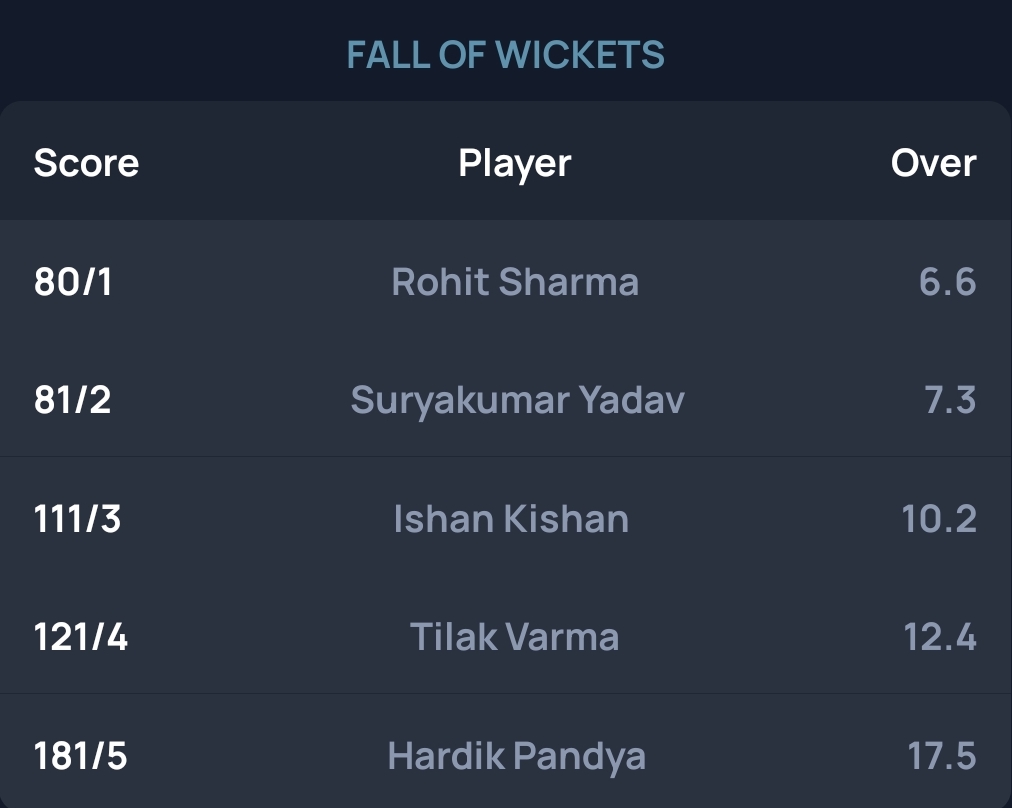 FALL OF WICKETS
Score Player Over
80/1 Rohit Sharma 6.6
81/2 Suryakumar Yadav 7.3
111/3 Ishan Kishan 10.2
121/4 Tilak Varma 12.4
181/5 Hardik Pandya 17.5